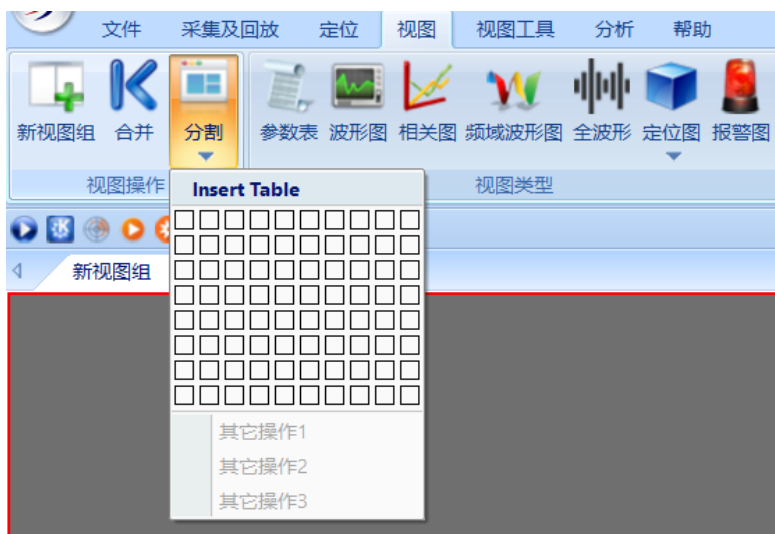 文件 采集及回放 定位 视图 视图工具 分析 帮助
新视图组 合并 分割 参数表 波形图 相关图 频域波形图 全波形 定位图 报警图
视图操作 视图类型
Insert Table
新视图组
其它操作1
其它操作2
其它操作3